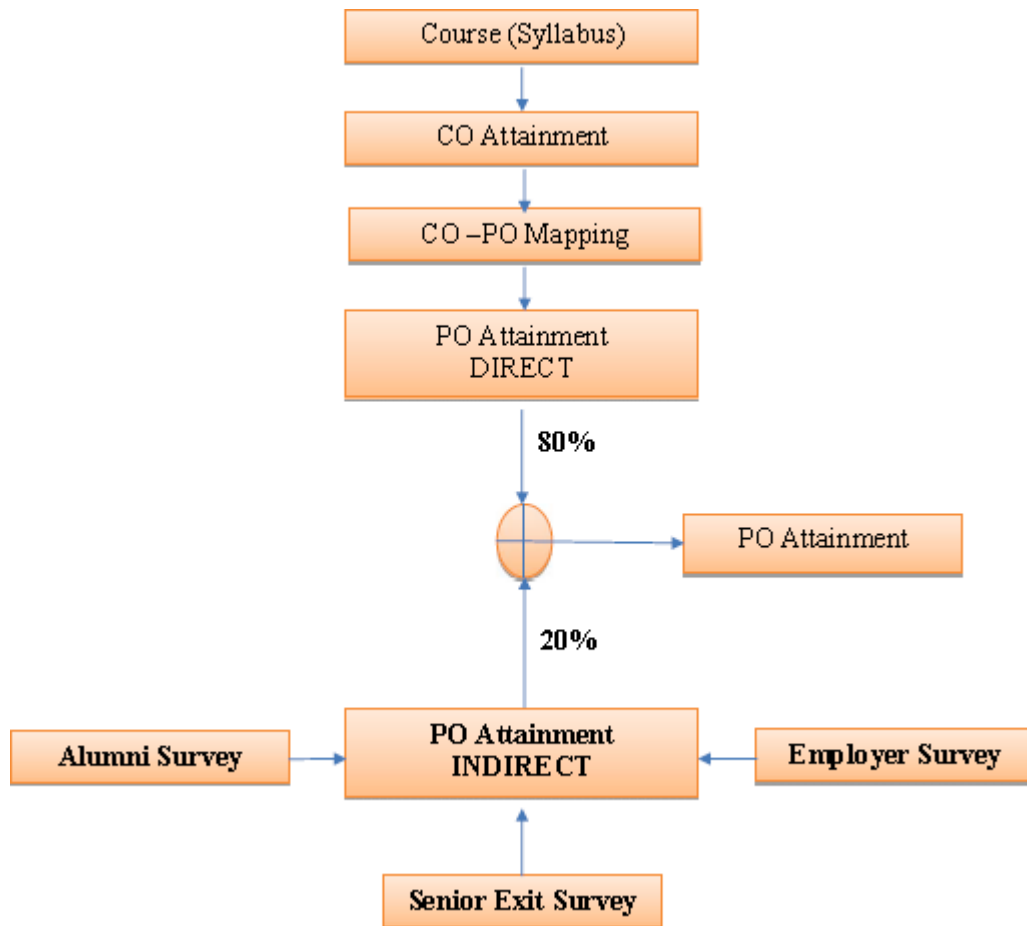 Course (Syllabus)
CO Attainment
CO –PO Mapping
PO Attainment
DIRECT
80%
PO Attainment
20%
PO Attainment
INDIRECT
Alumni Survey
Employer Survey
Senior Exit Survey